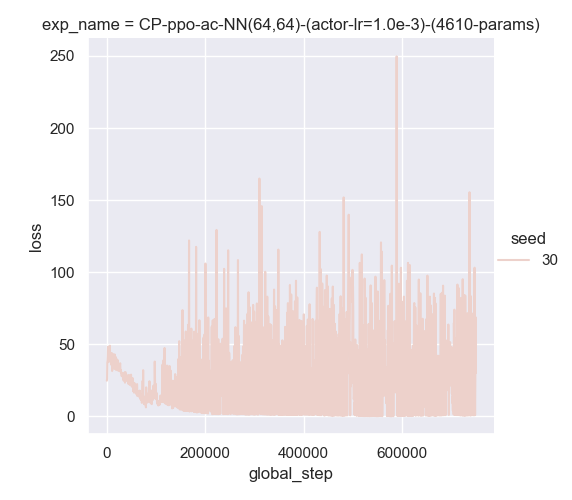 exp_name = CP-ppo-ac-NN(64,64)-(actor-lr=1.0e-3)-(4610-params)
250
200
150
100
50
0
loss
0 200000 400000 600000
global_step
seed
30